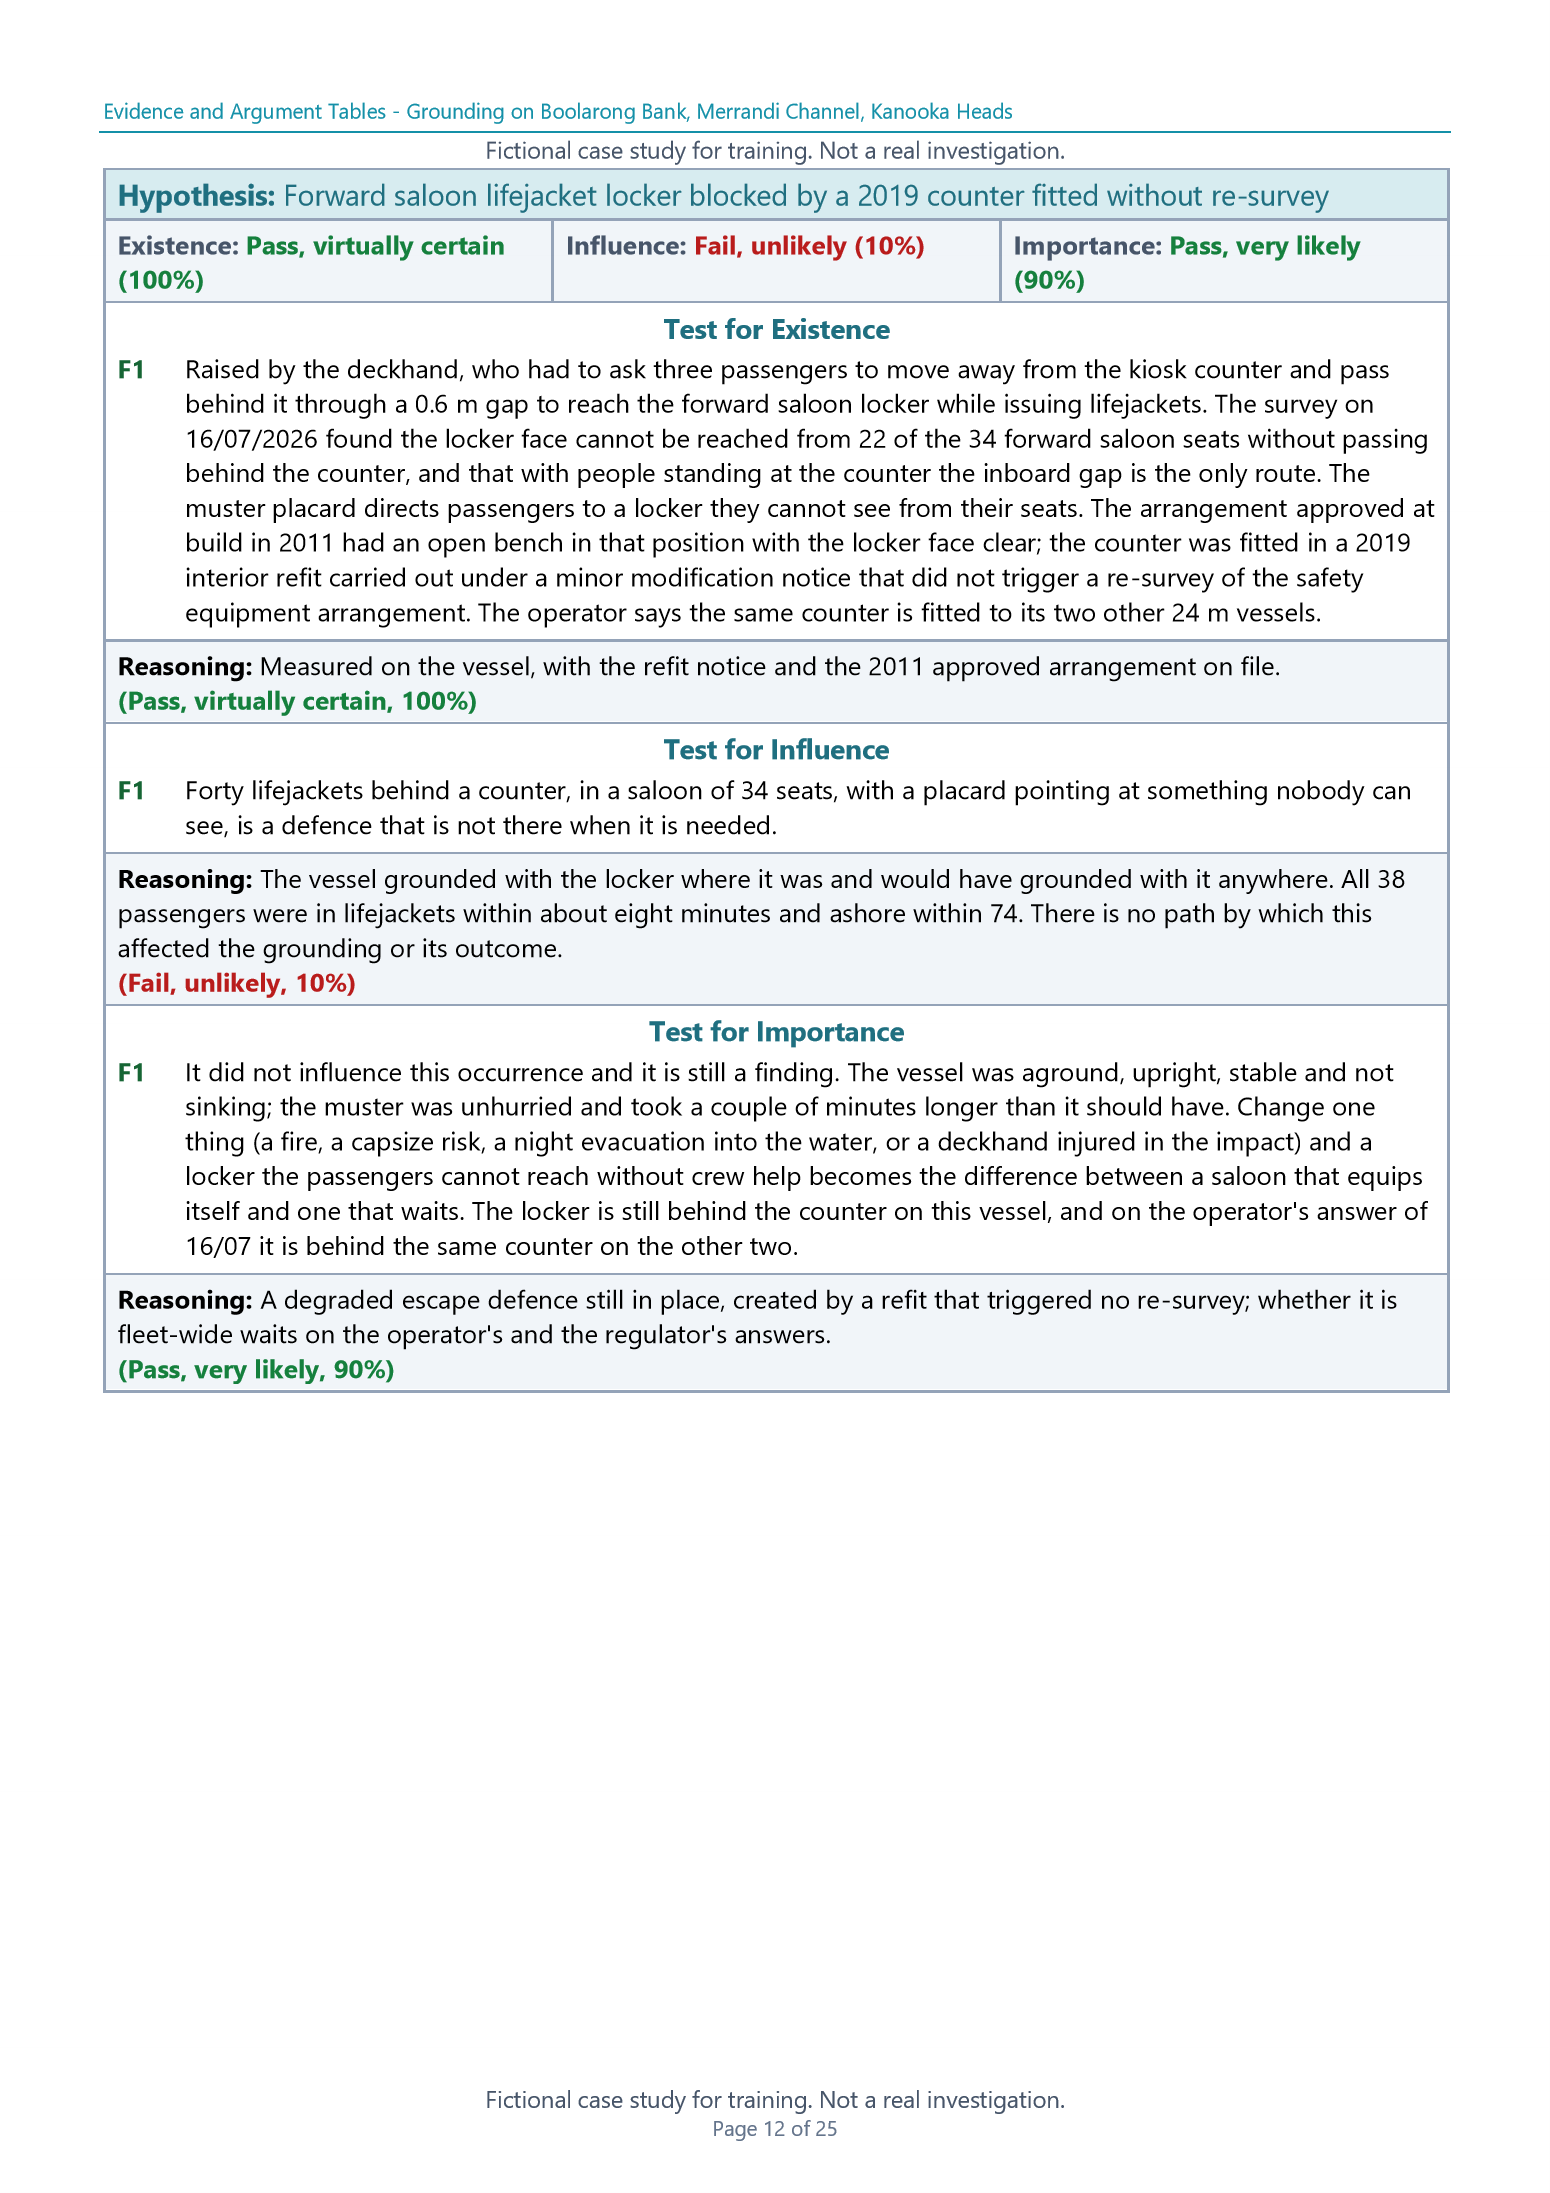 Evidence and Argument Tables - Grounding on Boolarong Bank, Merrandi Channel, Kanooka Heads
Fictional case study for training. Not a real investigation.
Hypothesis: Forward saloon lifejacket locker blocked by a 2019 counter fitted without re-survey
Existence: Pass, virtually certain
(100%)
Influence: Fail, unlikely (10%)
Importance: Pass, very likely
(90%)
Test for Existence
F1 Raised by the deckhand, who had to ask three passengers to move away from the kiosk counter and pass
behind it through a 0.6 m gap to reach the forward saloon locker while issuing lifejackets. The survey on
16/07/2026 found the locker face cannot be reached from 22 of the 34 forward saloon seats without passing
behind the counter, and that with people standing at the counter the inboard gap is the only route. The
muster placard directs passengers to a locker they cannot see from their seats. The arrangement approved at
build in 2011 had an open bench in that position with the locker face clear; the counter was fitted in a 2019
interior refit carried out under a minor modification notice that did not trigger a re-survey of the safety
equipment arrangement. The operator says the same counter is fitted to its two other 24 m vessels.
Reasoning: Measured on the vessel, with the refit notice and the 2011 approved arrangement on file.
(Pass, virtually certain, 100%)
Test for Influence
F1 Forty lifejackets behind a counter, in a saloon of 34 seats, with a placard pointing at something nobody can
see, is a defence that is not there when it is needed.
Reasoning: The vessel grounded with the locker where it was and would have grounded with it anywhere. All 38
passengers were in lifejackets within about eight minutes and ashore within 74. There is no path by which this
affected the grounding or its outcome.
(Fail, unlikely, 10%)
Test for Importance
F1 It did not influence this occurrence and it is still a finding. The vessel was aground, upright, stable and not
sinking; the muster was unhurried and took a couple of minutes longer than it should have. Change one
thing (a fire, a capsize risk, a night evacuation into the water, or a deckhand injured in the impact) and a
locker the passengers cannot reach without crew help becomes the difference between a saloon that equips
itself and one that waits. The locker is still behind the counter on this vessel, and on the operator's answer of
16/07 it is behind the same counter on the other two.
Reasoning: A degraded escape defence still in place, created by a refit that triggered no re-survey; whether it is
fleet-wide waits on the operator's and the regulator's answers.
(Pass, very likely, 90%)
Fictional case study for training. Not a real investigation.
Page 12 of 25